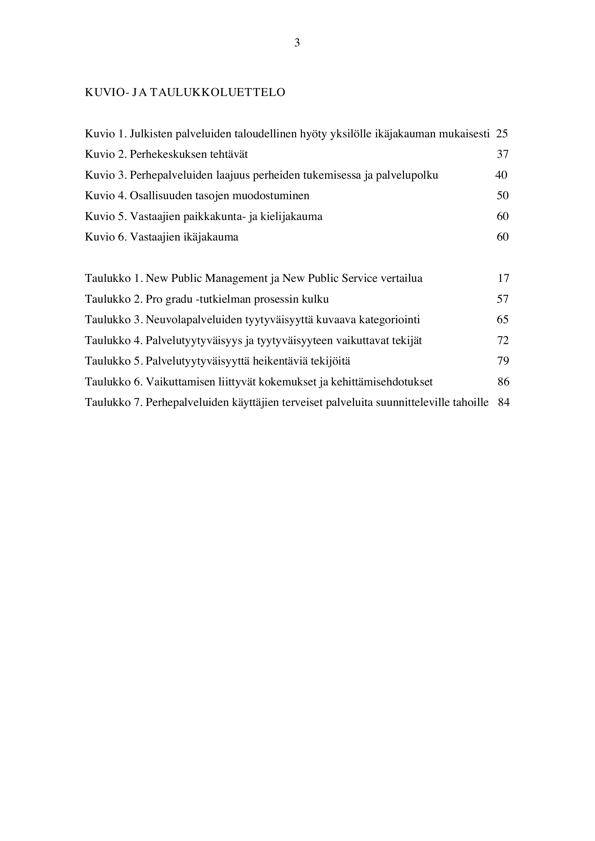 3
KUVIO- JA TAULUKKOLUETTELO
Kuvio 1. Julkisten palveluiden taloudellinen hyöty yksilölle ikäjakauman mukaisesti 25
Kuvio 2. Perhekeskuksen tehtävät 37
Kuvio 3. Perhepalveluiden laajuus perheiden tukemisessa ja palvelupolku 40
Kuvio 4. Osallisuuden tasojen muodostuminen 50
Kuvio 5. Vastaajien paikkakunta- ja kielijakauma 60
Kuvio 6. Vastaajien ikäjakauma 60
Taulukko 1. New Public Management ja New Public Service vertailua 17
Taulukko 2. Pro gradu -tutkielman prosessin kulku 57
Taulukko 3. Neuvolapalveluiden tyytyväisyyttä kuvaava kategoriointi 65
Taulukko 4. Palvelutyytyväisyys ja tyytyväisyyteen vaikuttavat tekijät 72
Taulukko 5. Palvelutyytyväisyyttä heikentäviä tekijöitä 79
Taulukko 6. Vaikuttamisen liittyvät kokemukset ja kehittämisehdotukset 86
Taulukko 7. Perhepalveluiden käyttäjien terveiset palveluita suunnitteleville tahoille 84